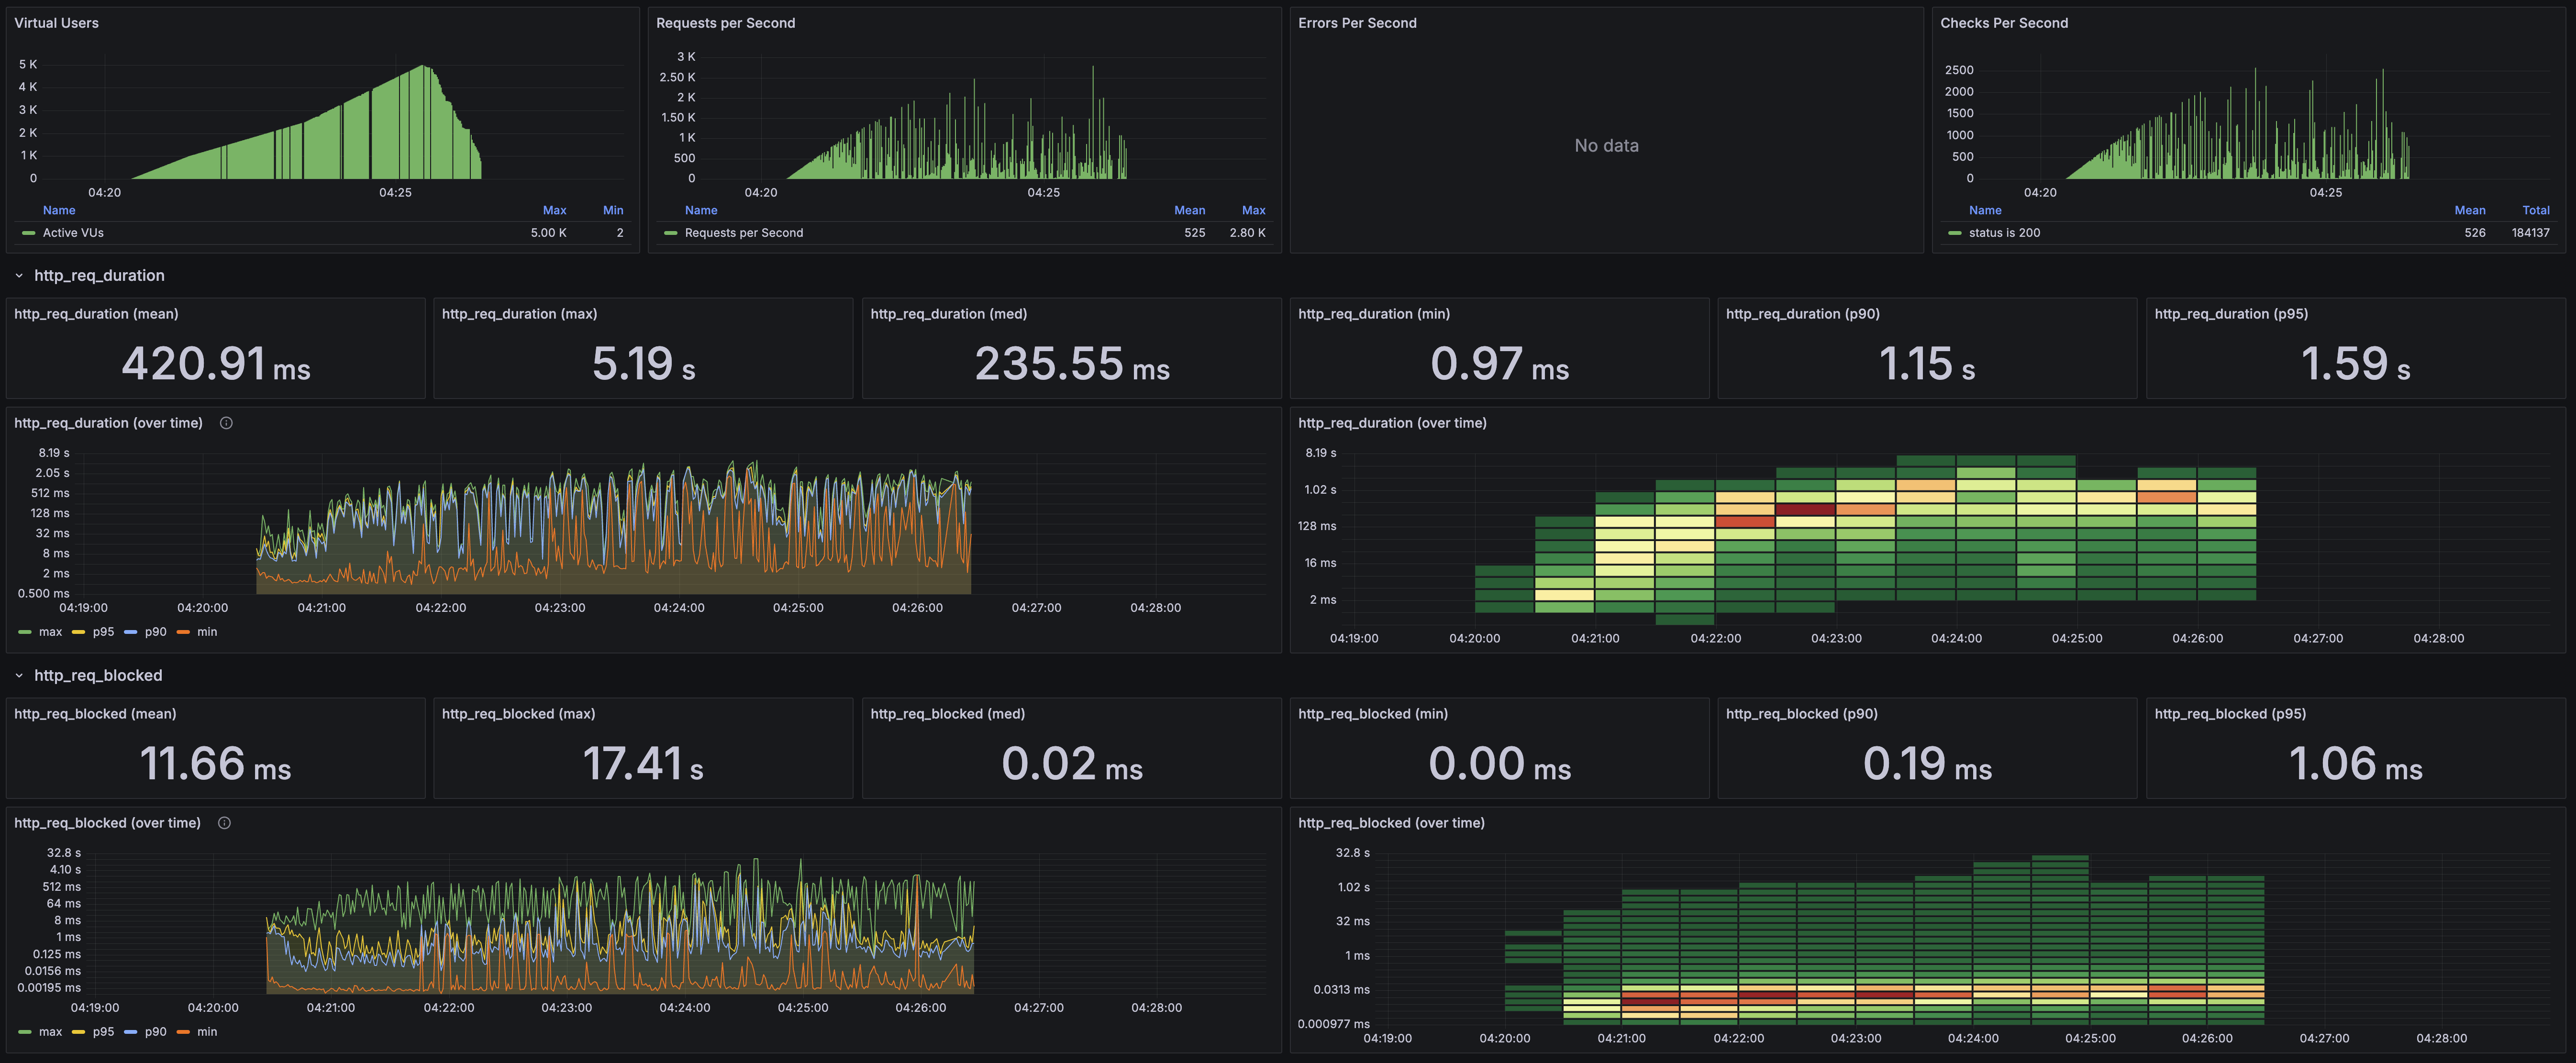 Virtual Users
5 K
4 K
3 K
2 K
1 K
0
04:20 04:25
Name Max Min
Active VUs 5.00 K 2
Requests per Second
3 K
2.50 K
2 K
1.50 K
1 K
500
0
04:20 04:25
Name Mean Max
Requests per Second 525 2.80 K
Errors Per Second
No data
Checks Per Second
2500
2000
1500
1000
500
0
04:20 04:25
Name Mean Total
status is 200 526 184137
http_req_duration
http_req_duration (mean)
420.91 ms
http_req_duration (max)
5.19 s
http_req_duration (med)
235.55 ms
http_req_duration (min)
0.97 ms
http_req_duration (p90)
1.15 s
http_req_duration (p95)
1.59 s
http_req_duration (over time)
8.19 s
2.05 s
512 ms
128 ms
32 ms
8 ms
2 ms
0.500 ms
04:19:00 04:20:00 04:21:00 04:22:00 04:23:00 04:24:00 04:25:00 04:26:00 04:27:00 04:28:00
max p95 p90 min
http_req_duration (over time)
8.19 s
1.02 s
128 ms
16 ms
2 ms
04:19:00 04:20:00 04:21:00 04:22:00 04:23:00 04:24:00 04:25:00 04:26:00 04:27:00 04:28:00
http_req_blocked
http_req_blocked (mean)
11.66 ms
http_req_blocked (max)
17.41 s
http_req_blocked (med)
0.02 ms
http_req_blocked (min)
0.00 ms
http_req_blocked (p90)
0.19 ms
http_req_blocked (p95)
1.06 ms
http_req_blocked (over time)
32.8 s
4.10 s
512 ms
64 ms
8 ms
1 ms
0.125 ms
0.0156 ms
0.00195 ms
04:19:00 04:20:00 04:21:00 04:22:00 04:23:00 04:24:00 04:25:00 04:26:00 04:27:00 04:28:00
max p95 p90 min
http_req_blocked (over time)
32.8 s
1.02 s
32 ms
1 ms
0.0313 ms
0.000977 ms
04:19:00 04:20:00 04:21:00 04:22:00 04:23:00 04:24:00 04:25:00 04:26:00 04:27:00 04:28:00